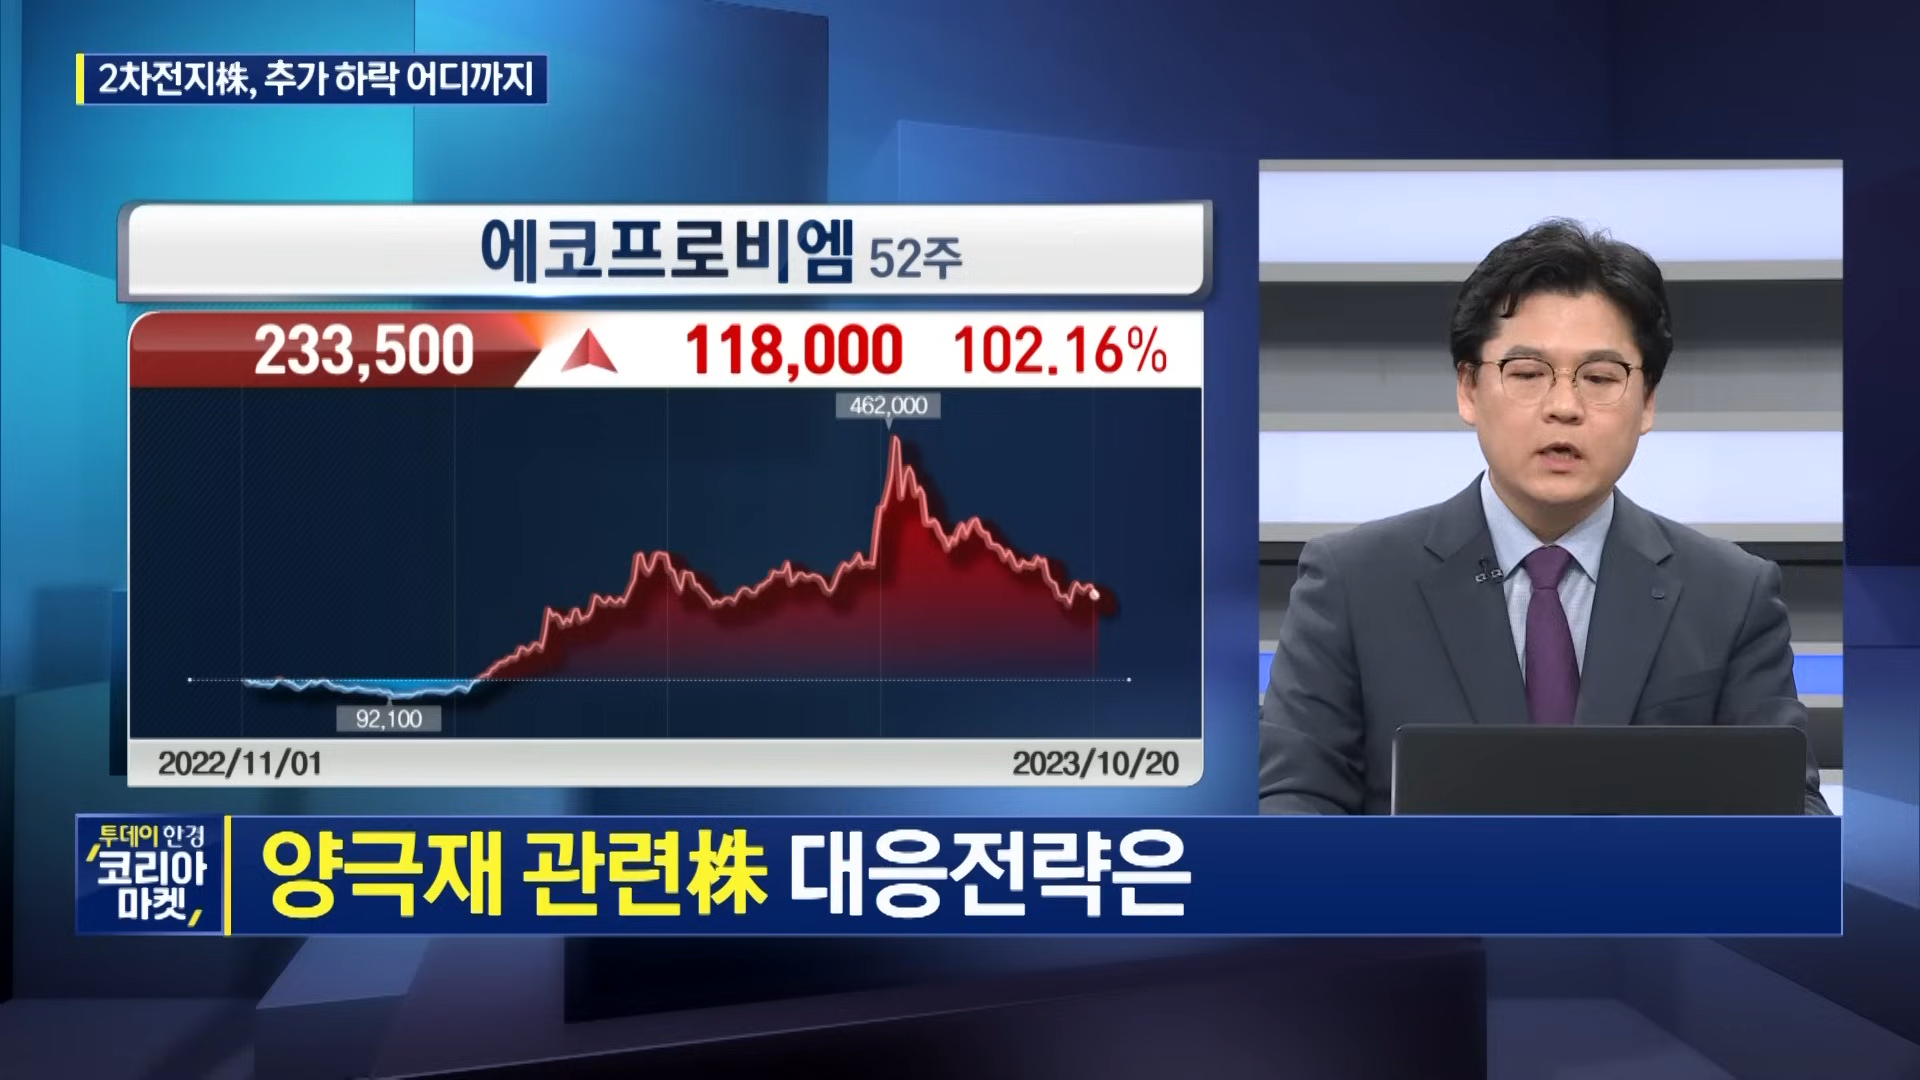 2차전지株, 추가 하락 어디까지
에코프로비엠 52주
233,500 118,000 102.16%
462,000
92,100
2022/11/01 2023/10/20
투데이 한경
코리아
마켓
양극재 관련株 대응전략은